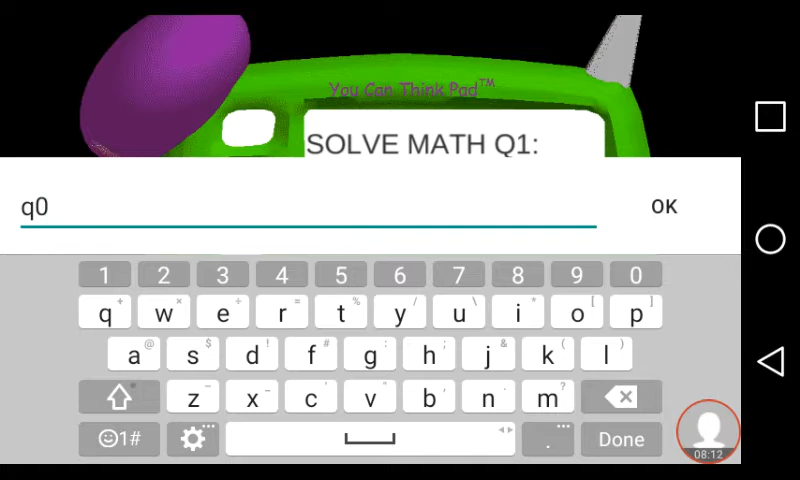 You Can Think Pad™
SOLVE MATH Q1:
q0
OK
1 2 3 4 5 6 7 8 9 0
q + w × e ÷ r = t % y / u \ i * o [ p ]
a @ s $ d ! f # g : h ; j & k ( l )
z - x _ c ' v " b , n . m ?
☺1# . Done
08:12